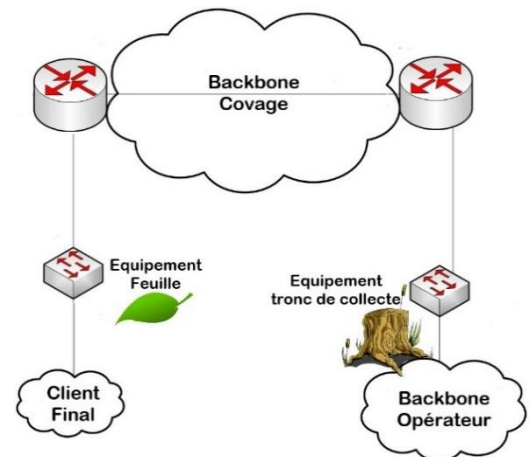 Backbone
Covage
Equipement
Feuille
Equipement
tronc de collecte
Client
Final
Backbone
Opérateur